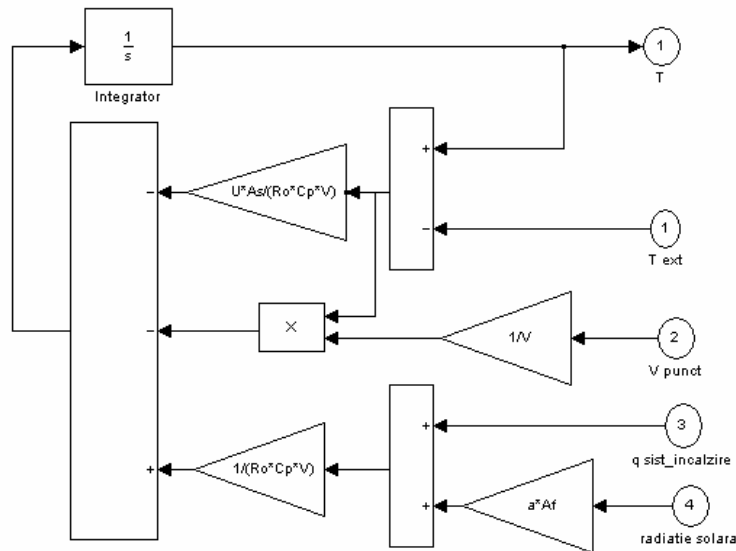 1
s
Integrator
1
T
+
−
U*As/(Ro*Cp*V)
−
1
T ext
−
×
1/V
2
V punct
+
3
q sist_incalzire
+
1/(Ro*Cp*V)
+
a*Af
4
radiatie solara